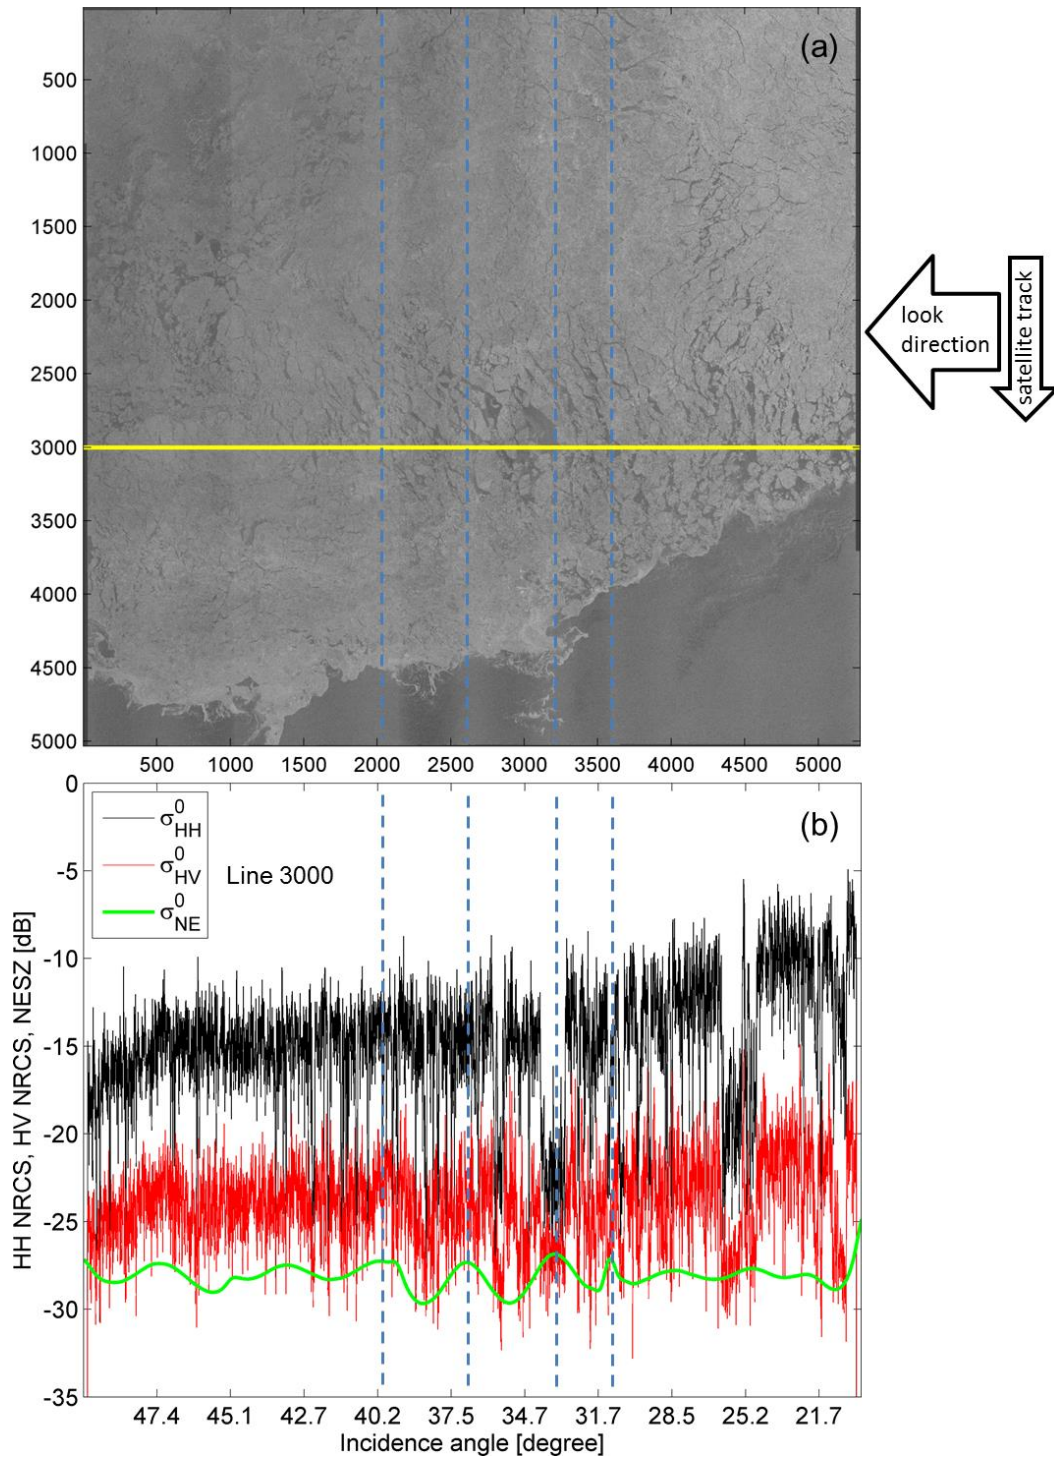 (a)
500
1000
1500
2000
2500
3000
3500
4000
4500
5000
500 1000 1500 2000 2500 3000 3500 4000 4500 5000
look
direction
satellite track
(b)
0
-5
-10
-15
-20
-25
-30
-35
σ⁰HH
σ⁰HV
σ⁰NE
Line 3000
HH NRCS, HV NRCS, NESZ [dB]
47.4 45.1 42.7 40.2 37.5 34.7 31.7 28.5 25.2 21.7
Incidence angle [degree]